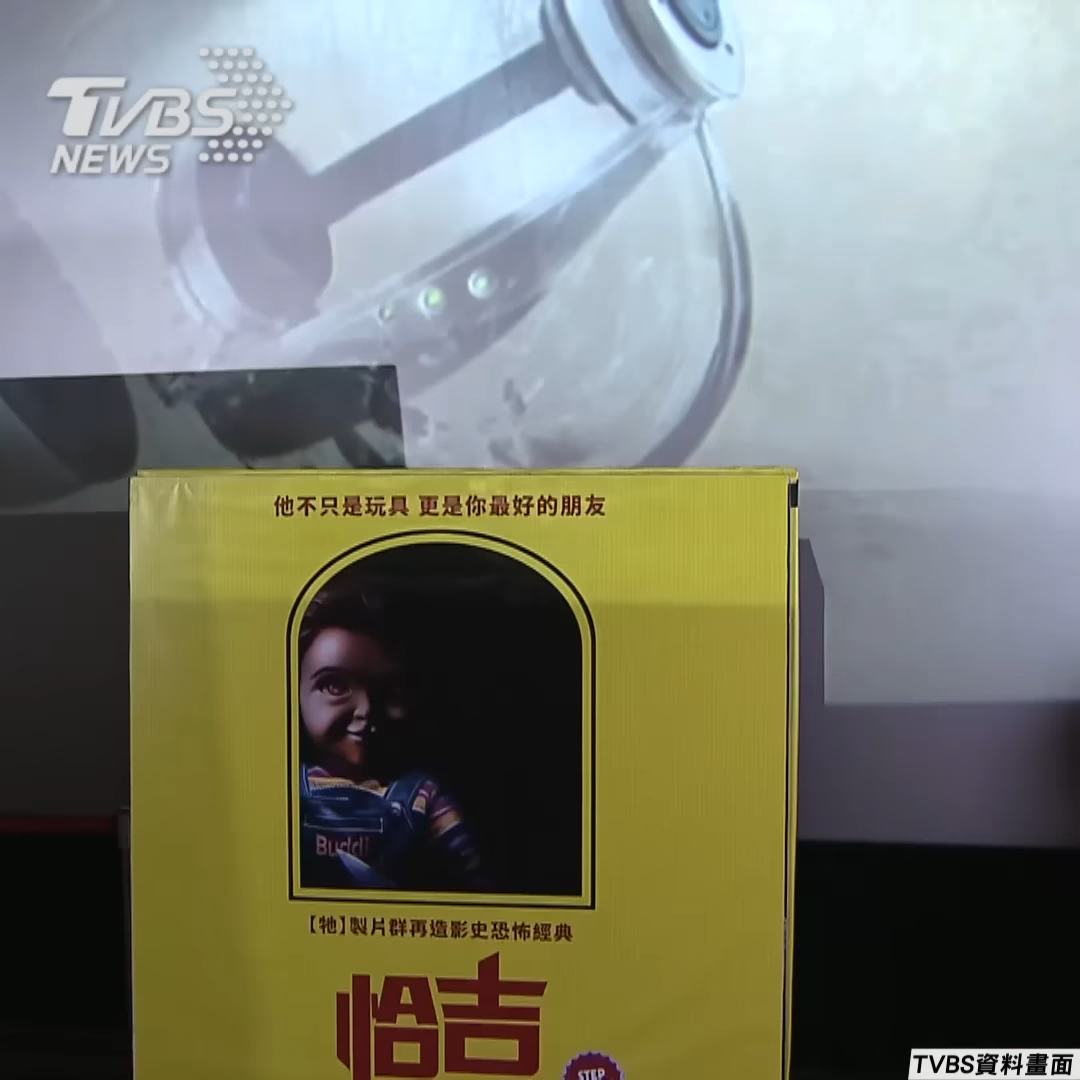 TVBS
NEWS
他不只是玩具 更是你最好的朋友
Buddi
【牠】製片群再造影史恐怖經典
恰吉
STEP
TVBS資料畫面